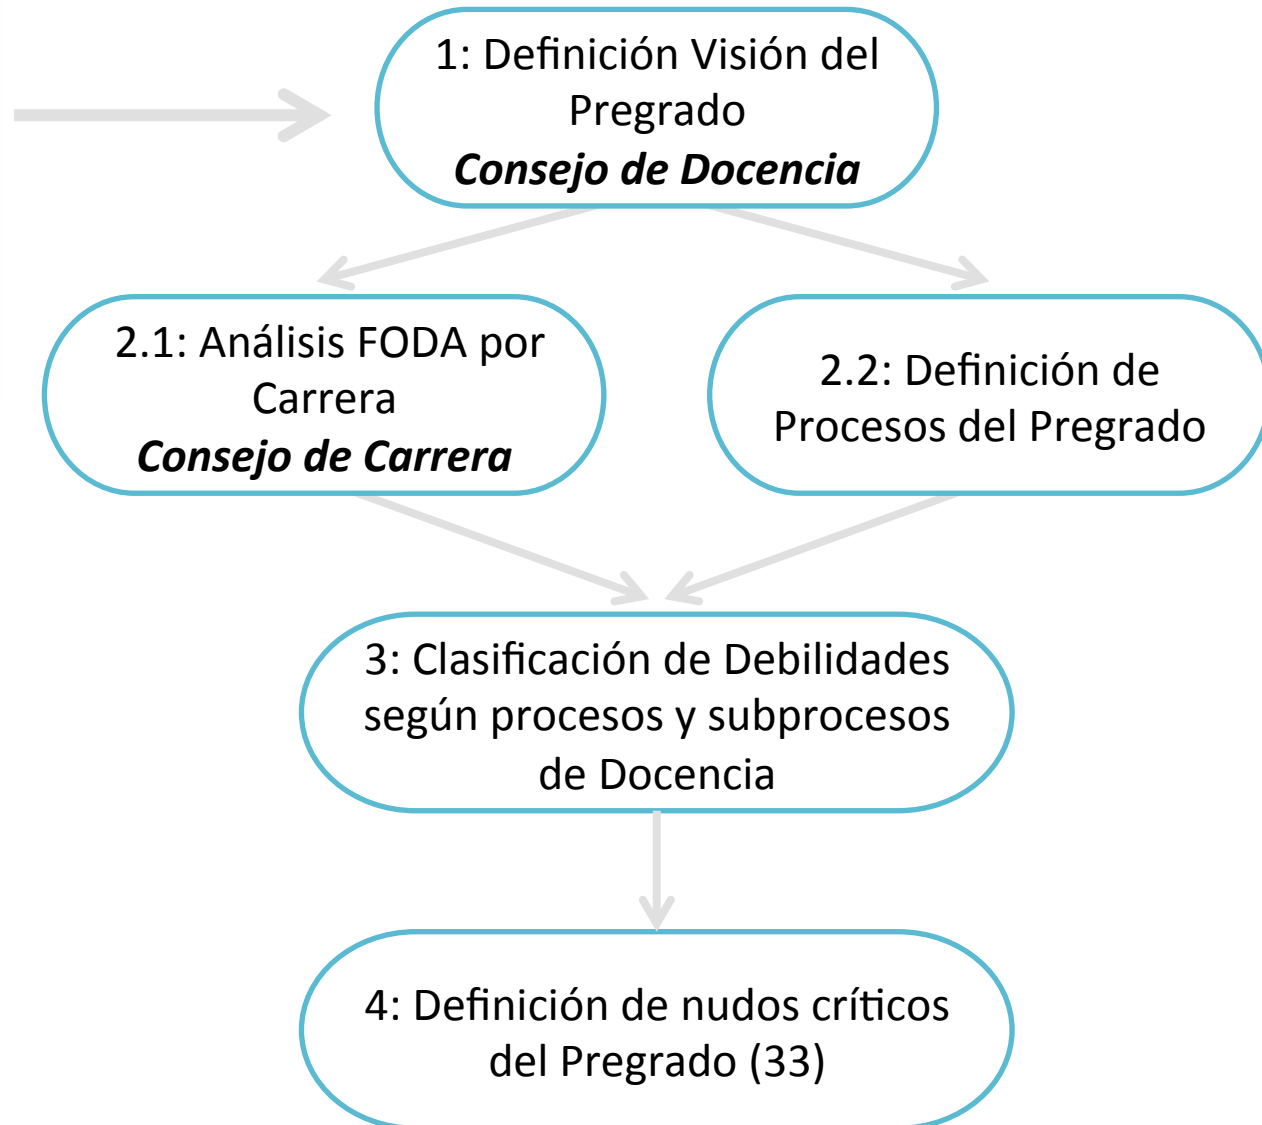 1: Definición Visión del
Pregrado
Consejo de Docencia
2.1: Análisis FODA por
Carrera
Consejo de Carrera
2.2: Definición de
Procesos del Pregrado
3: Clasificación de Debilidades
según procesos y subprocesos
de Docencia
4: Definición de nudos críticos
del Pregrado (33)